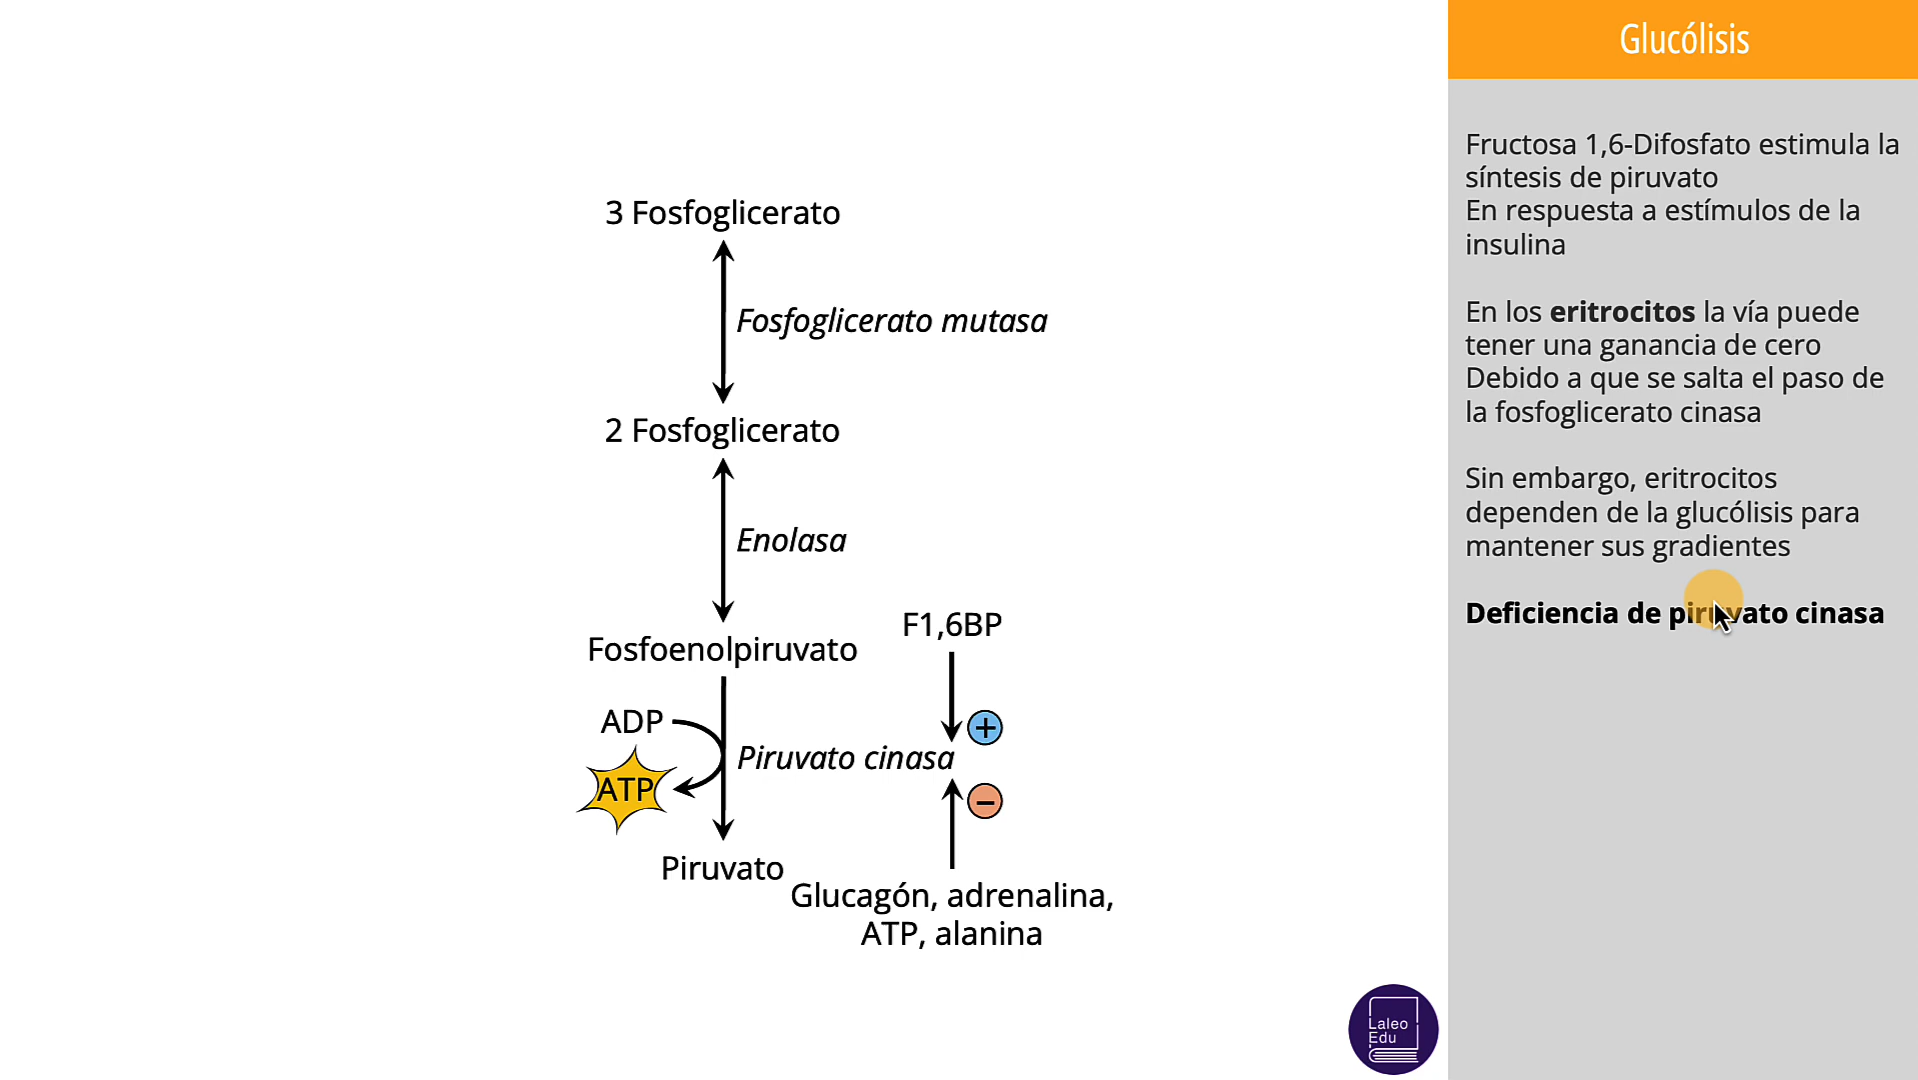 Glucólisis
3 Fosfoglicerato
Fosfoglicerato mutasa
2 Fosfoglicerato
Enolasa
Fosfoenolpiruvato
F1,6BP
ADP
+
Piruvato cinasa
ATP
−
Piruvato
Glucagón, adrenalina,
ATP, alanina
Fructosa 1,6-Difosfato estimula la
síntesis de piruvato
En respuesta a estímulos de la
insulina
En los eritrocitos la vía puede
tener una ganancia de cero
Debido a que se salta el paso de
la fosfoglicerato cinasa
Sin embargo, eritrocitos
dependen de la glucólisis para
mantener sus gradientes
Deficiencia de piruvato cinasa
Laleo
Edu